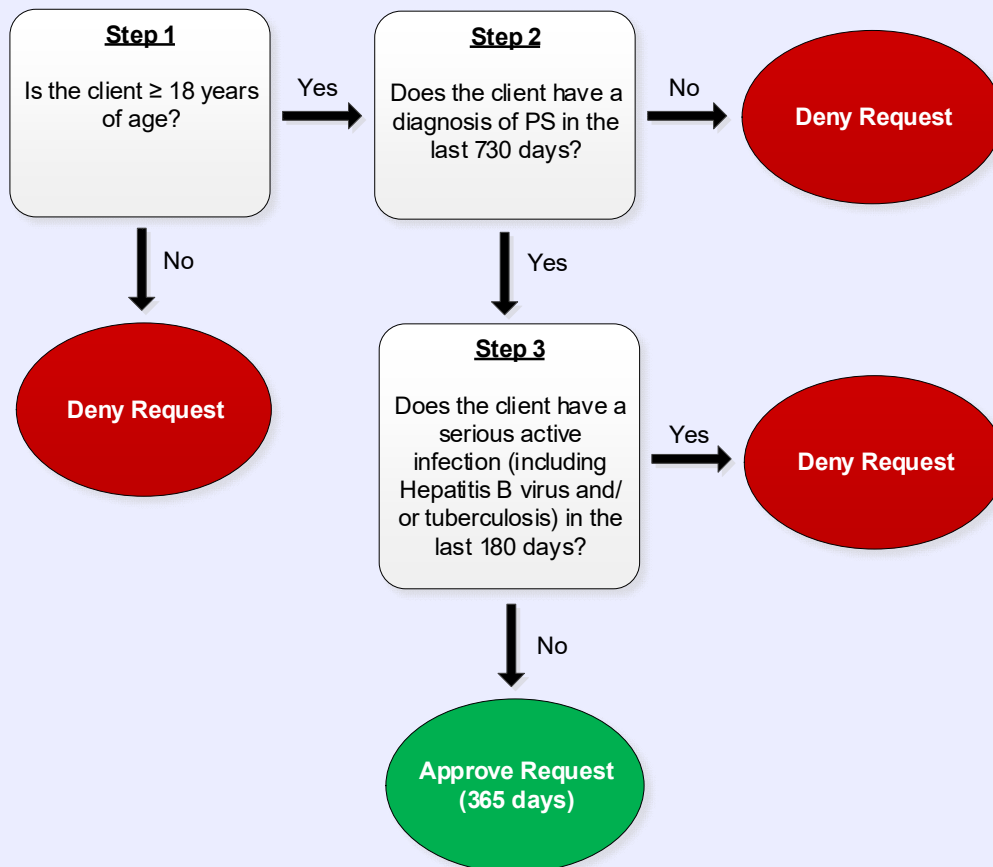 Step 1
Is the client ≥ 18 years
of age?
Yes
Step 2
Does the client have a
diagnosis of PS in the
last 730 days?
No
Deny Request
No
Yes
Deny Request
Step 3
Does the client have a
serious active
infection (including
Hepatitis B virus and/
or tuberculosis) in the
last 180 days?
Yes
Deny Request
No
Approve Request
(365 days)